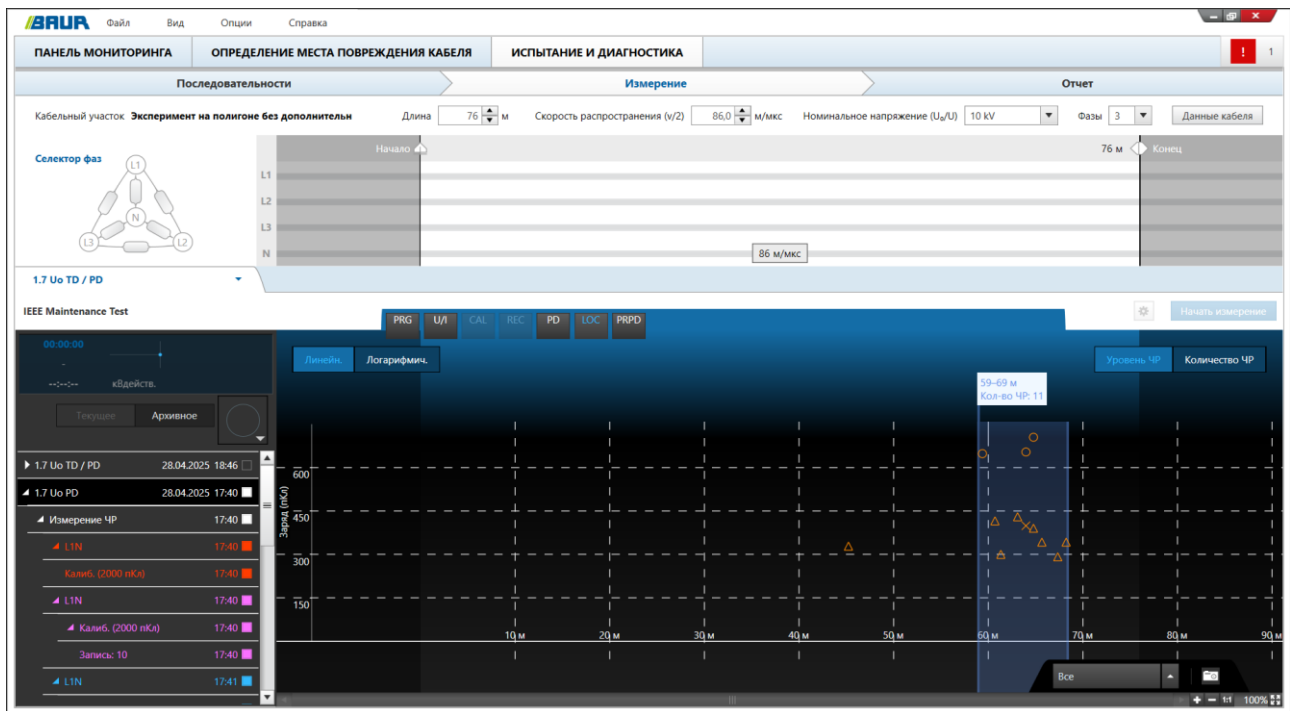 BAUR Файл Вид Опции Справка
ПАНЕЛЬ МОНИТОРИНГА ОПРЕДЕЛЕНИЕ МЕСТА ПОВРЕЖДЕНИЯ КАБЕЛЯ ИСПЫТАНИЕ И ДИАГНОСТИКА ! 1
Последовательности Измерение Отчет
Кабельный участок Эксперимент на полигоне без дополнительн Длина 76 м Скорость распространения (v/2) 86,0 м/мкс Номинальное напряжение (U₀/U) 10 kV Фазы 3 Данные кабеля
Селектор фаз
L1
N
L3 L2
Начало 76 м Конец
L1
L2
L3
N
86 м/мкс
1.7 Uo TD / PD
IEEE Maintenance Test Начать измерение
PRG U/I CAL REC PD LOC PRPD
00:00:00
-
--:--:-- кВдейств.
Текущее Архивное
Линейн. Логарифмич. Уровень ЧР Количество ЧР
59–69 м
Кол-во ЧР: 11
1.7 Uo TD / PD 28.04.2025 18:46
1.7 Uo PD 28.04.2025 17:40
Измерение ЧР 17:40
L1N 17:40
Калиб. (2000 пКл) 17:40
L1N 17:40
Калиб. (2000 пКл) 17:40
Запись: 10 17:40
L1N 17:41
Заряд (пКл)
600
450
300
150
10 м 20 м 30 м 40 м 50 м 60 м 70 м 80 м 90 м
Все
1:1 100%